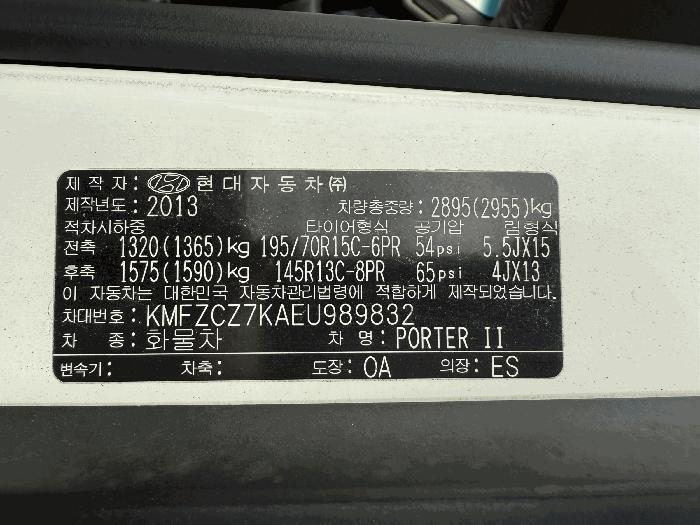 제 작 자 : 현대자동차㈜
제작년도 : 2013 차량총중량 : 2895(2955)kg
적차시하중 타이어형식 공기압 림형식
전축 1320(1365)kg 195/70R15C-6PR 54psi 5.5JX15
후축 1575(1590)kg 145R13C-8PR 65psi 4JX13
이 자동차는 대한민국 자동차관리법령에 적합하게 제작되었습니다.
차대번호 : KMFZCZ7KAEU989832
차 종 : 화물차 차 명 : PORTER II
변속기 : 차축 : 도장 : OA 의장 : ES